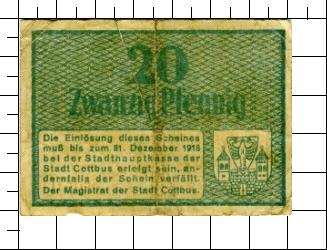 20
Zwanzig Pfennig
Die Einlösung dieses Scheines
muß bis zum 31. Dezember 1918
bei der Stadthauptkasse der
Stadt Cottbus erfolgt sein, an-
dernfalls der Schein verfällt.
Der Magistrat der Stadt Cottbus.